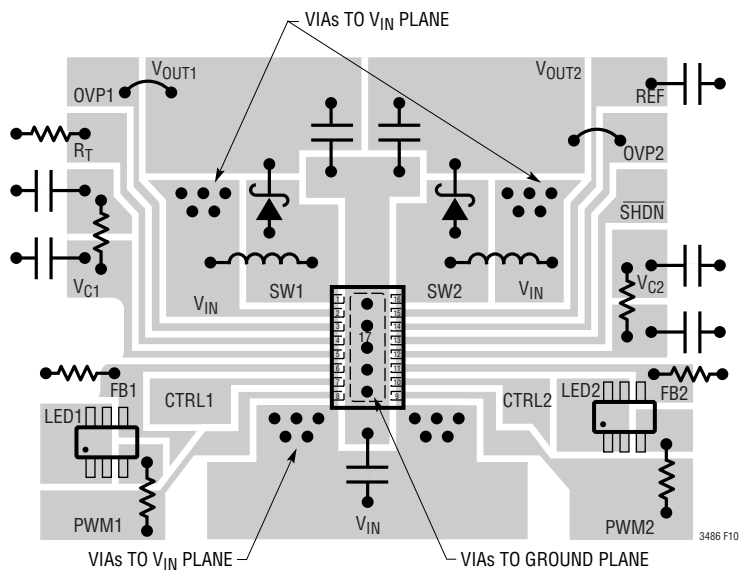 VIAs TO VIN PLANE
VOUT1
VOUT2
OVP1
REF
RT
OVP2
SHDN
VC1
VIN
SW1
SW2
VIN
VC2
1
2
3
4
5
6
7
8
17
16
15
14
13
12
11
10
9
FB1
CTRL1
CTRL2
LED2
FB2
LED1
PWM1
VIN
PWM2
3486 F10
VIAs TO VIN PLANE
VIAs TO GROUND PLANE